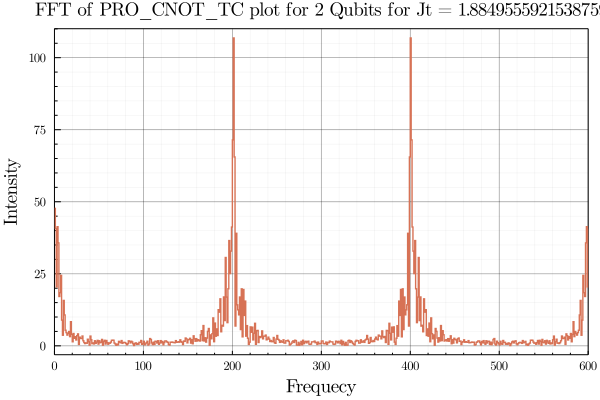 FFT of PRO_CNOT_TC plot for 2 Qubits for Jt = 1.884955592153875
Intensity
100
75
50
25
0
0 100 200 300 400 500 600
Frequecy